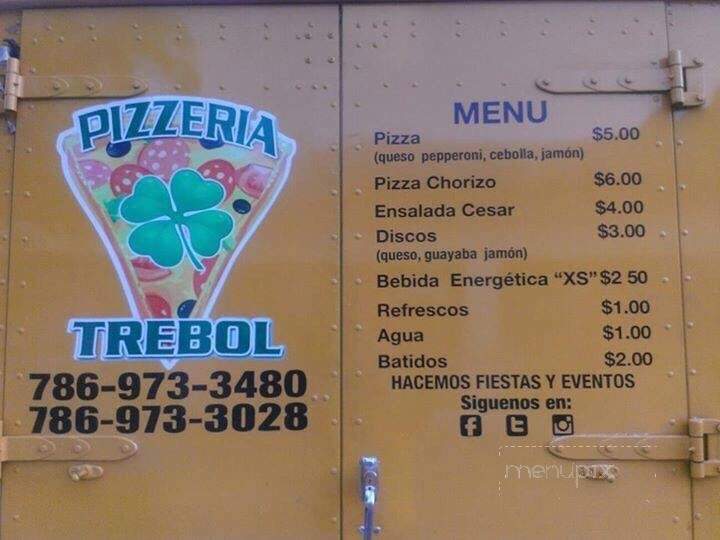 PIZZERIA
TREBOL
786-973-3480
786-973-3028
MENU
Pizza $5.00
(queso pepperoni, cebolla, jamón)
Pizza Chorizo $6.00
Ensalada Cesar $4.00
Discos $3.00
(queso, guayaba jamón)
Bebida Energética “XS” $2 50
Refrescos $1.00
Agua $1.00
Batidos $2.00
HACEMOS FIESTAS Y EVENTOS
Siguenos en:
menupix